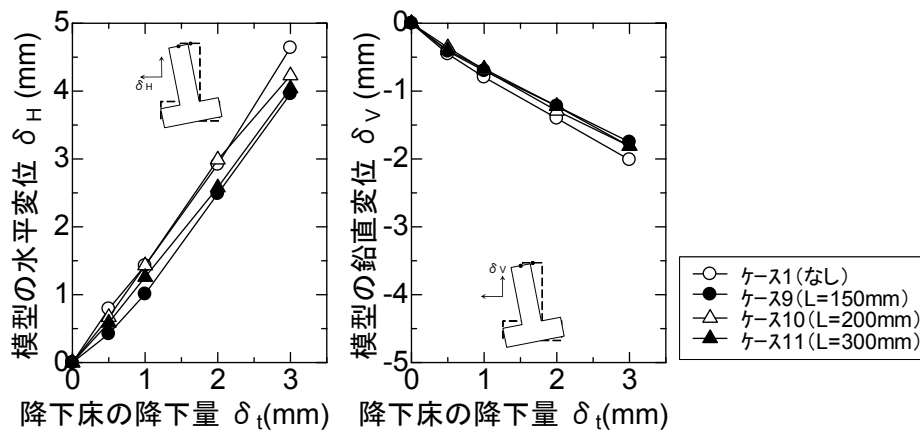 模型の水平変位 δH (mm)
5
4
3
2
1
0
δH
0 1 2 3
降下床の降下量 δt(mm)
模型の鉛直変位 δV (mm)
0
-1
-2
-3
-4
-5
δV
0 1 2 3
降下床の降下量 δt(mm)
ケース1(なし)
ケース9(L=150mm)
ケース10(L=200mm)
ケース11(L=300mm)